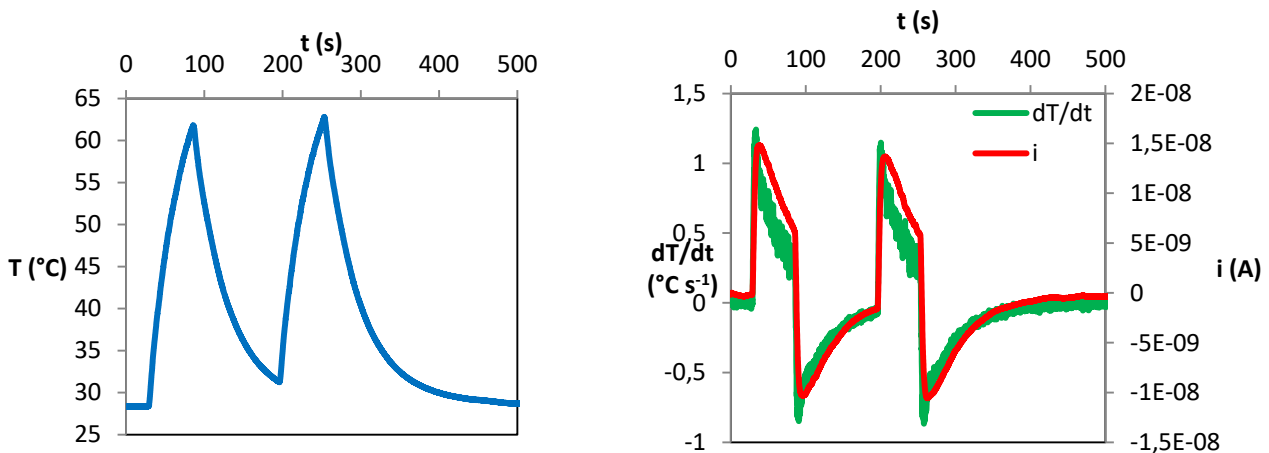 t (s)
0 100 200 300 400 500
65
60
55
50
45
40
35
30
25
T (°C)
t (s)
0 100 200 300 400 500
1,5
1
0,5
0
-0,5
-1
dT/dt
(°C s⁻¹)
dT/dt
i
2E-08
1,5E-08
1E-08
5E-09
0
-5E-09
-1E-08
-1,5E-08
i (A)